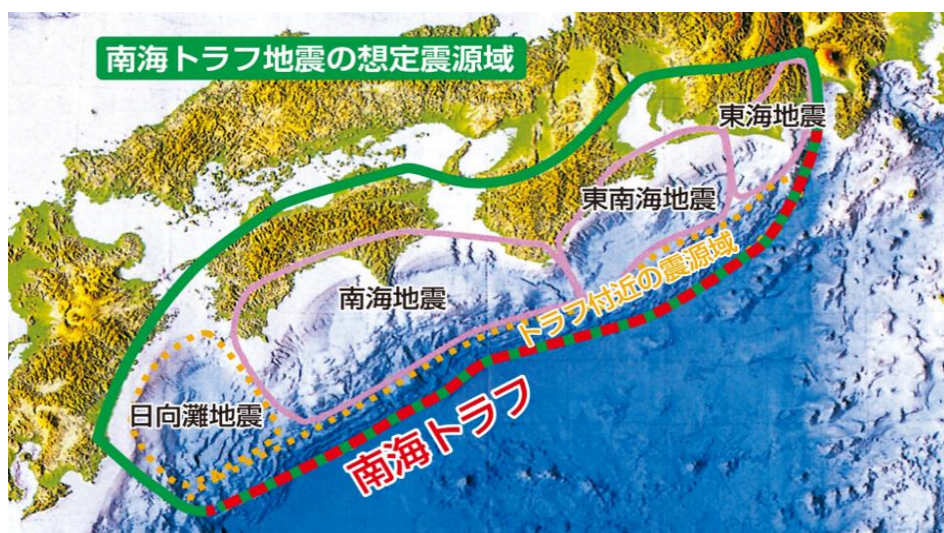 南海トラフ地震の想定震源域
東海地震
東南海地震
トラフ付近の震源域
南海地震
日向灘地震
南海トラフ